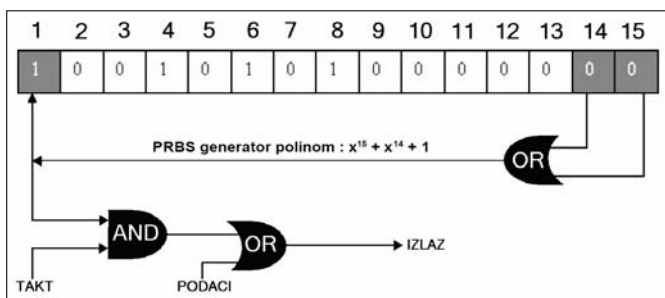 1 2 3 4 5 6 7 8 9 10 11 12 13 14 15
1 0 0 1 0 1 0 1 0 0 0 0 0 0 0
PRBS generator polinom : x¹⁵ + x¹⁴ + 1
OR
AND
OR
IZLAZ
TAKT
PODACI